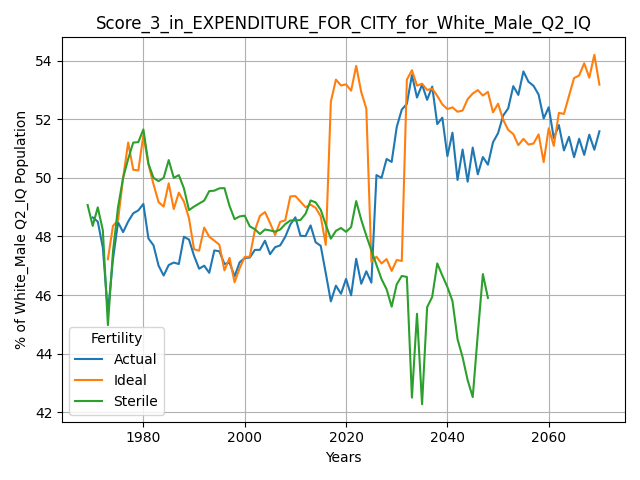 Score_3_in_EXPENDITURE_FOR_CITY_for_White_Male_Q2_IQ
% of White_Male Q2_IQ Population
54
52
50
48
46
44
42
Fertility
Actual
Ideal
Sterile
1980 2000 2020 2040 2060
Years